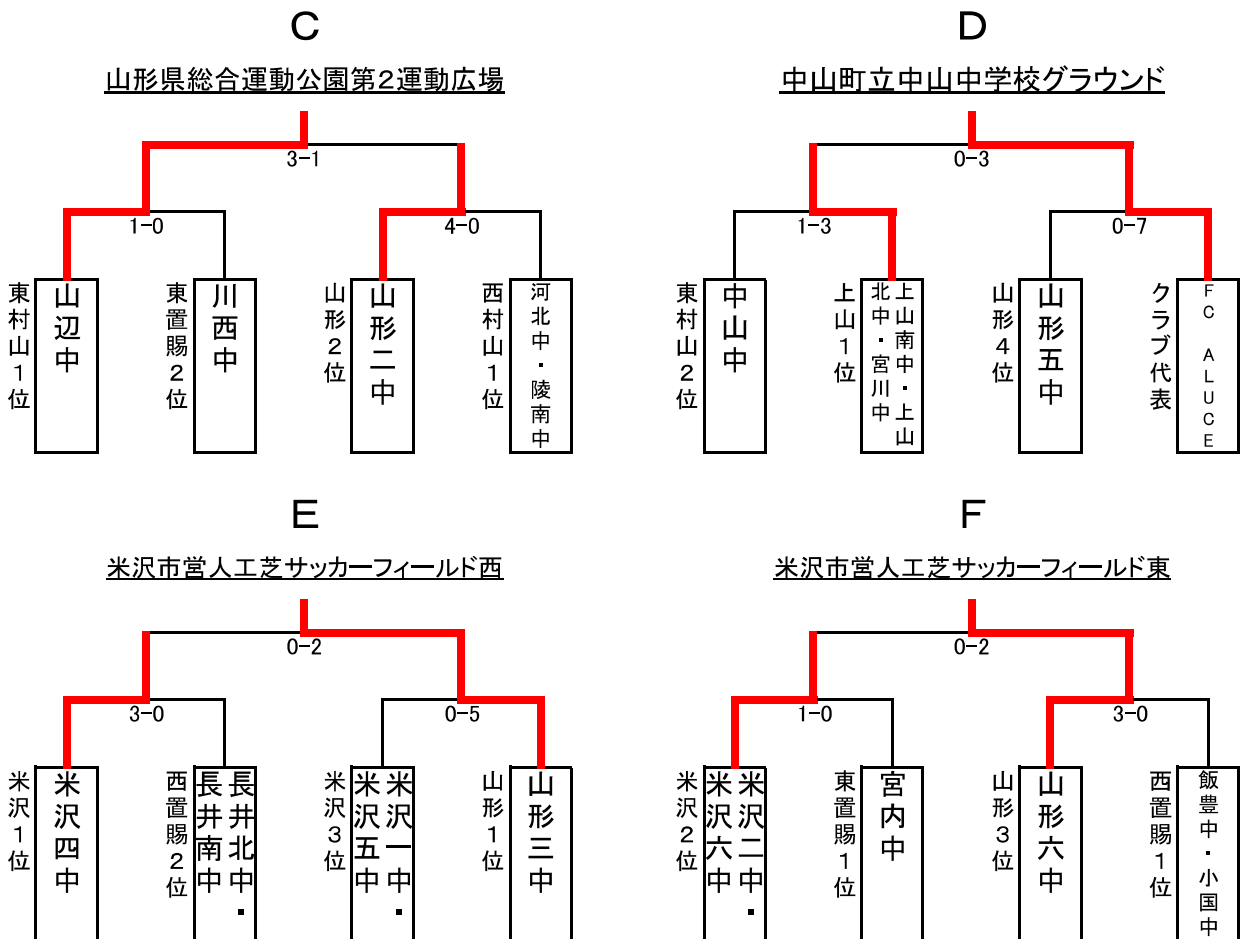 C
山形県総合運動公園第2運動広場
3-1
1-0
4-0
東村山1位
山辺中
東置賜2位
川西中
山形2位
山形二中
西村山1位
河北中・陵南中
D
中山町立中山中学校グラウンド
0-3
1-3
0-7
東村山2位
中山中
上山1位
上山南中・上山
北中・宮川中
山形4位
山形五中
クラブ代表
FC ALUCE
E
米沢市営人工芝サッカーフィールド西
0-2
3-0
0-5
米沢1位
米沢四中
西置賜2位
長井北中・
長井南中
米沢3位
米沢一中・
米沢五中
山形1位
山形三中
F
米沢市営人工芝サッカーフィールド東
0-2
1-0
3-0
米沢2位
米沢二中・
米沢六中
東置賜1位
宮内中
山形3位
山形六中
西置賜1位
飯豊中・小国中